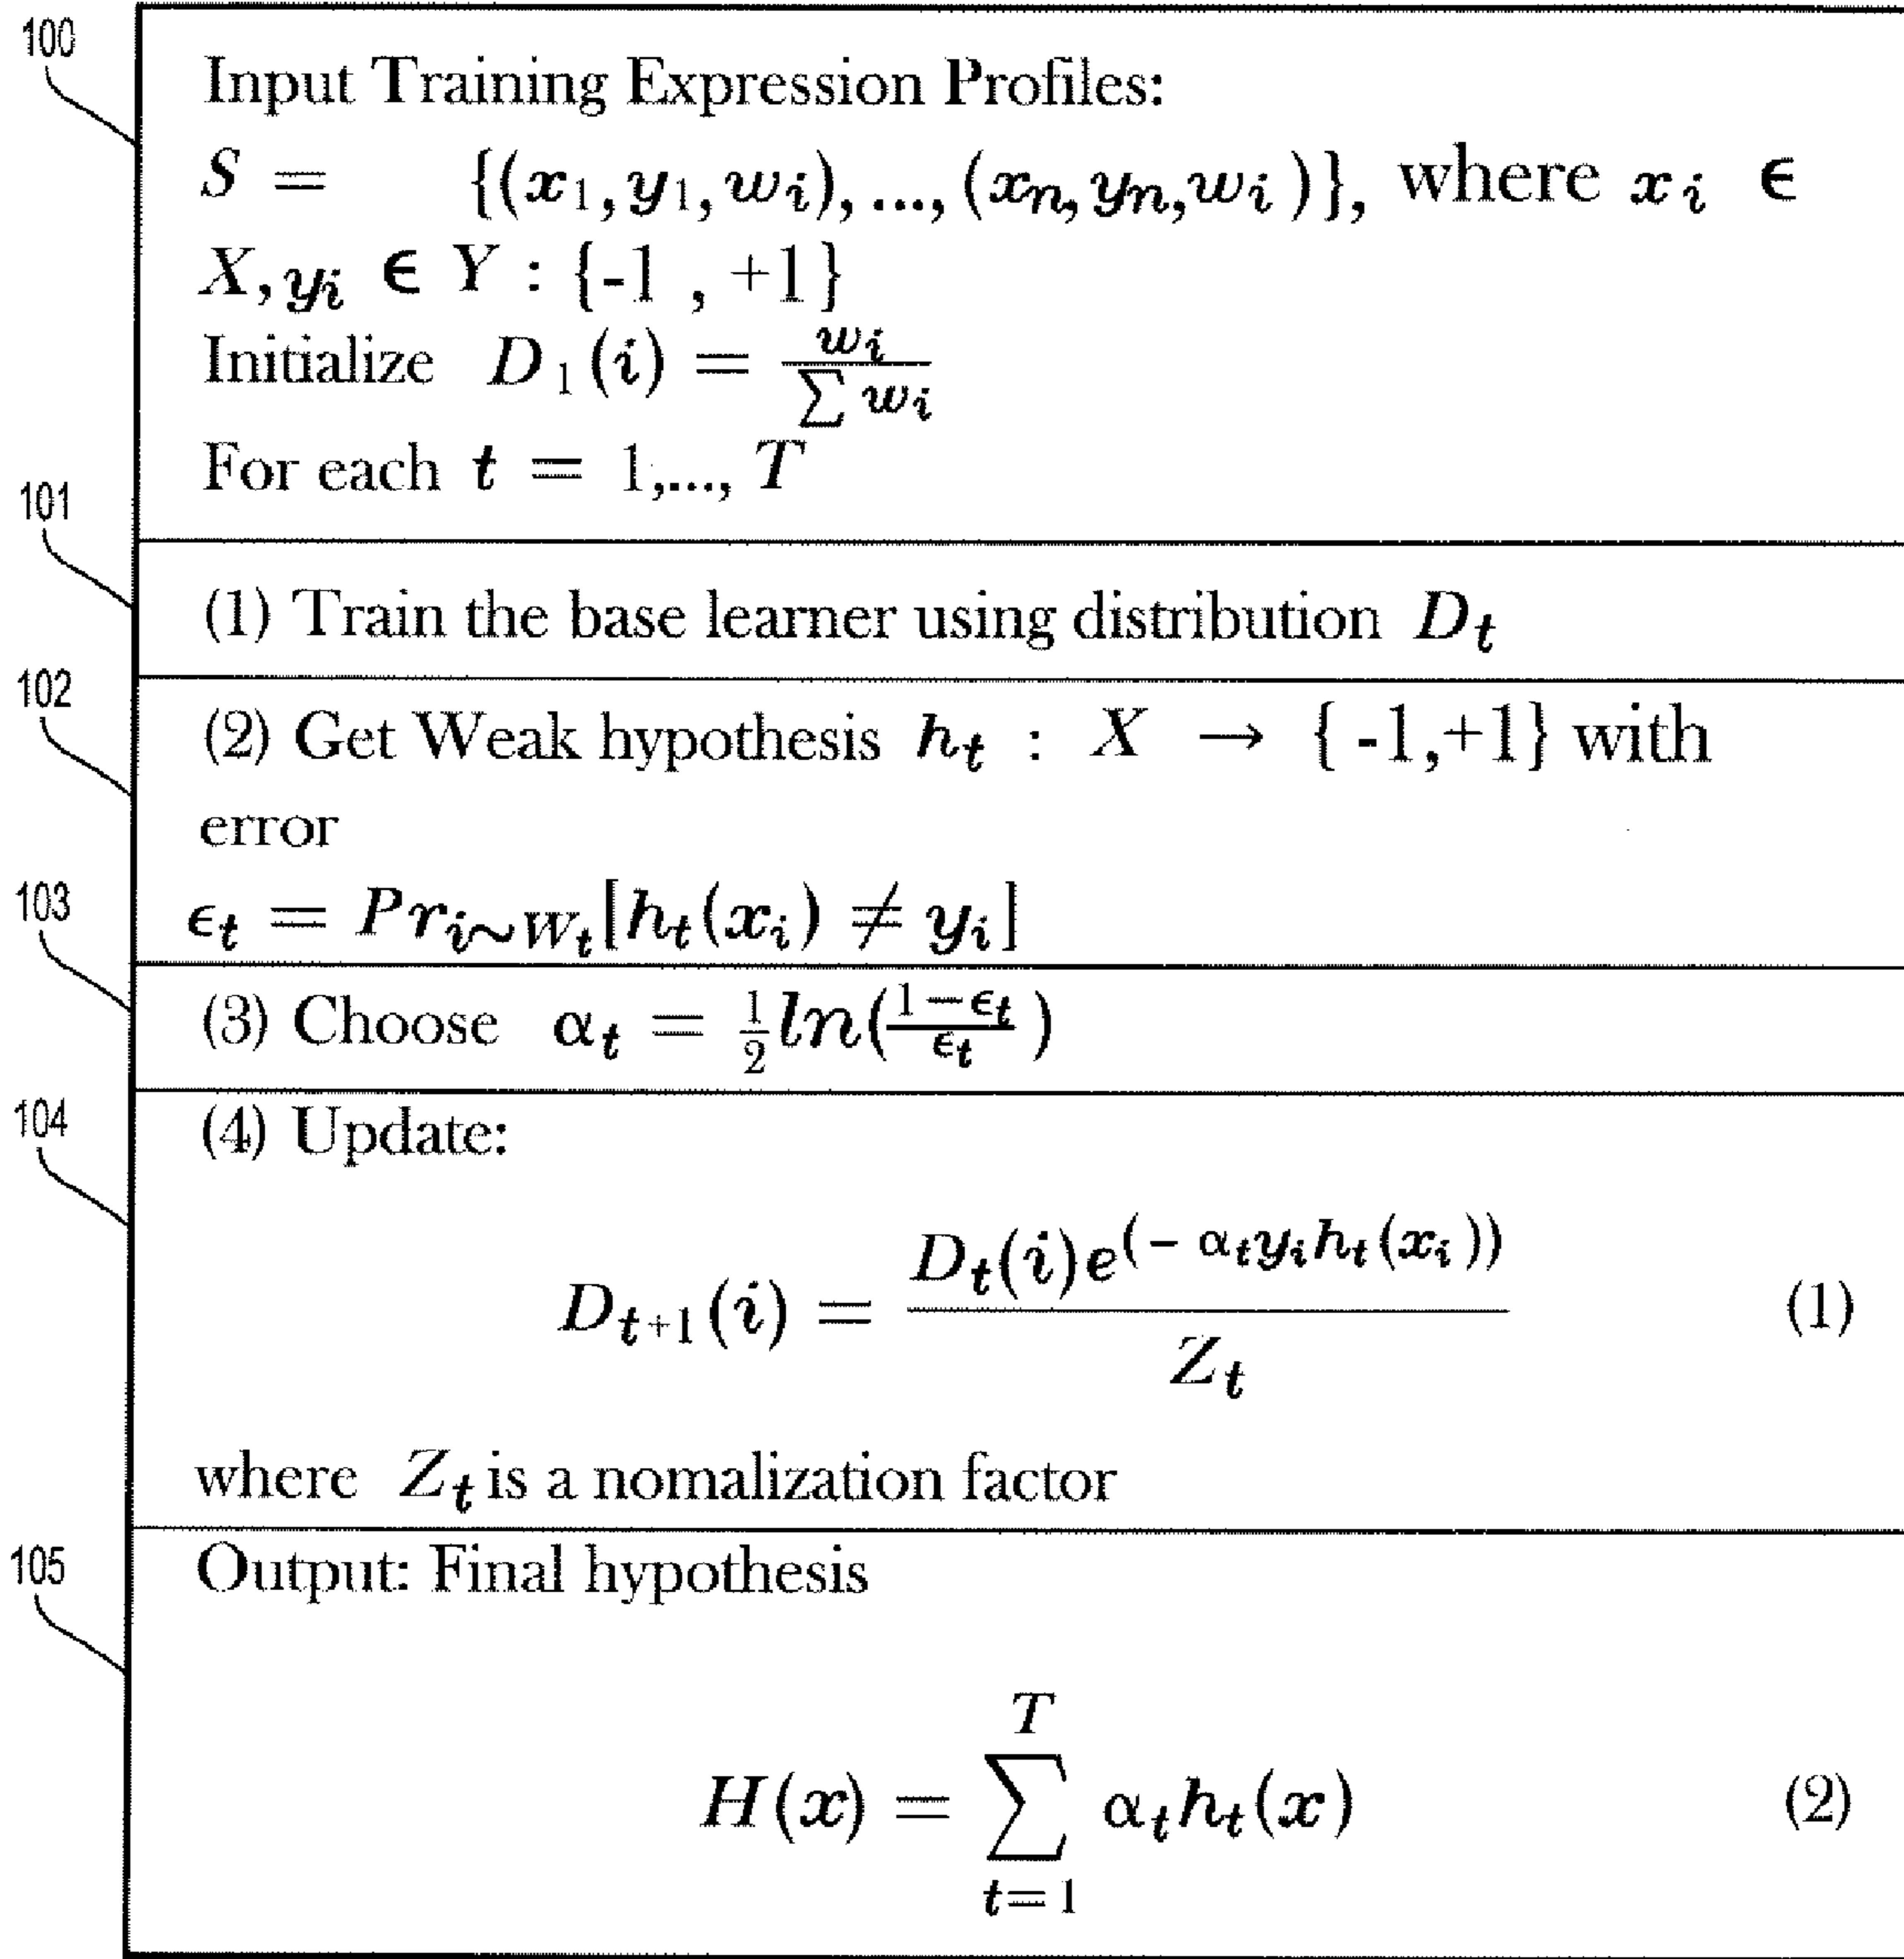 100
Input Training Expression Profiles:
S = {(x₁, y₁, wᵢ), ..., (xₙ, yₙ, wᵢ )}, where xᵢ ϵ
X, yᵢ ϵ Y : {-1 , +1}
Initialize D₁(i) = wᵢ / ∑ wᵢ
For each t = 1,..., T
101
(1) Train the base learner using distribution Dₜ
102
(2) Get Weak hypothesis hₜ : X → { -1,+1} with
error
103
ϵₜ = Pr_{i∼Wₜ}[hₜ(xᵢ) ≠ yᵢ]
(3) Choose αₜ = ½ ln((1−ϵₜ)/ϵₜ)
104
(4) Update:
D_{t+1}(i) = Dₜ(i)e^{(- αₜyᵢhₜ(xᵢ))} / Zₜ (1)
where Zₜ is a nomalization factor
105
Output: Final hypothesis
H(x) = ∑_{t=1}^{T} αₜhₜ(x) (2)